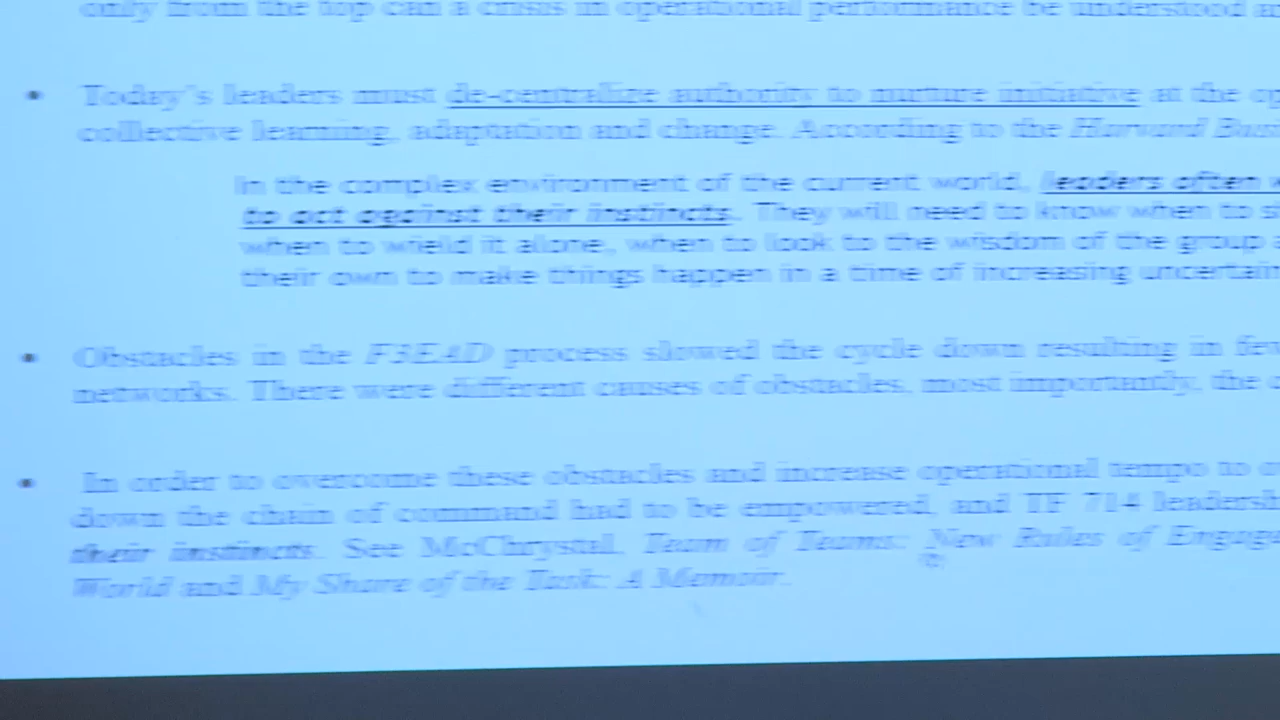 only from the top can a crisis in operational performance be understood
• Today's leaders must de-centralize authority to nurture initiative at the
collective learning, adaptation and change. According to the Harvard
In the complex environment of the current world, leaders often
to act against their instincts. They will need to know when to
when to wield it alone, when to look to the wisdom of the group
their own to make things happen in a time of increasing
• Obstacles in the F3EAD process slowed the cycle down resulting in
networks. There were different causes of obstacles, most importantly, the
• In order to overcome these obstacles and increase operational tempo to
down the chain of command had to be empowered, and TF 714
their instincts. See McChrystal, Team of Teams: New Rules of
World and My Share of the Task: A Memoir.